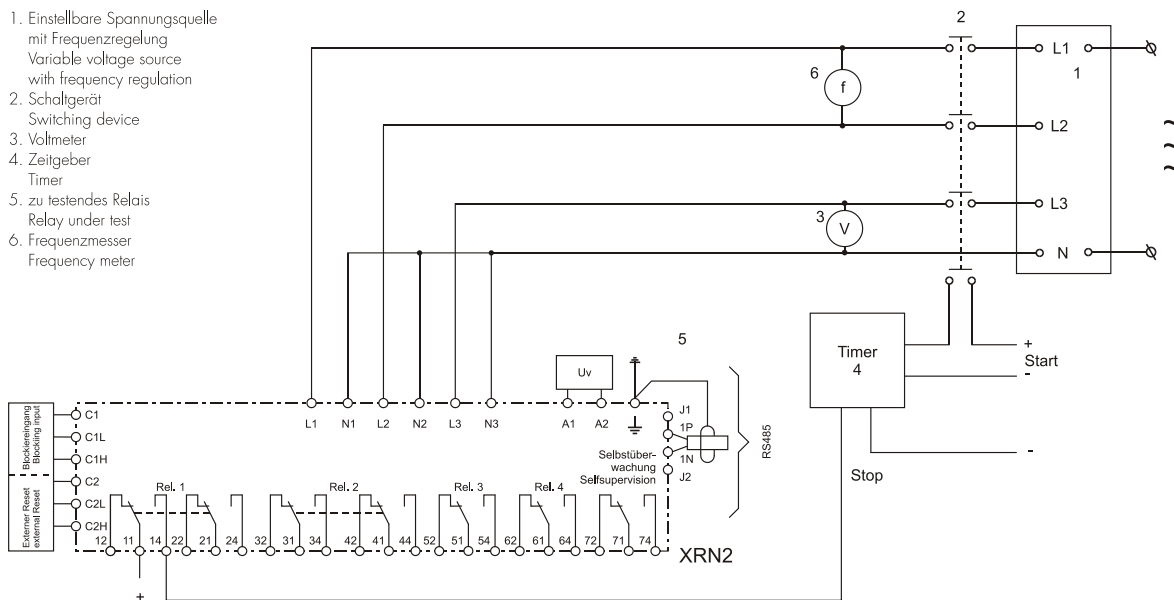 1. Einstellbare Spannungsquelle
mit Frequenzregelung
Variable voltage source
with frequency regulation
2. Schaltgerät
Switching device
3. Voltmeter
4. Zeitgeber
Timer
5. zu testendes Relais
Relay under test
6. Frequenzmesser
Frequency meter
2
L1
1
6
f
L2
~
~
~
L3
3
V
N
Timer
4
+
Start
-
-
Stop
5
Uv
L1 N1 L2 N2 L3 N3 A1 A2
J1
1P
1N
J2
RS485
Selbstüber-
wachung
Selfsupervision
Blockiereingang
Blocking input
Externer Reset
external Reset
C1
C1L
C1H
C2
C2L
C2H
Rel. 1 Rel. 2 Rel. 3 Rel. 4
12 11 14 22 21 24 32 31 34 42 41 44 52 51 54 62 61 64 72 71 74
XRN2
+